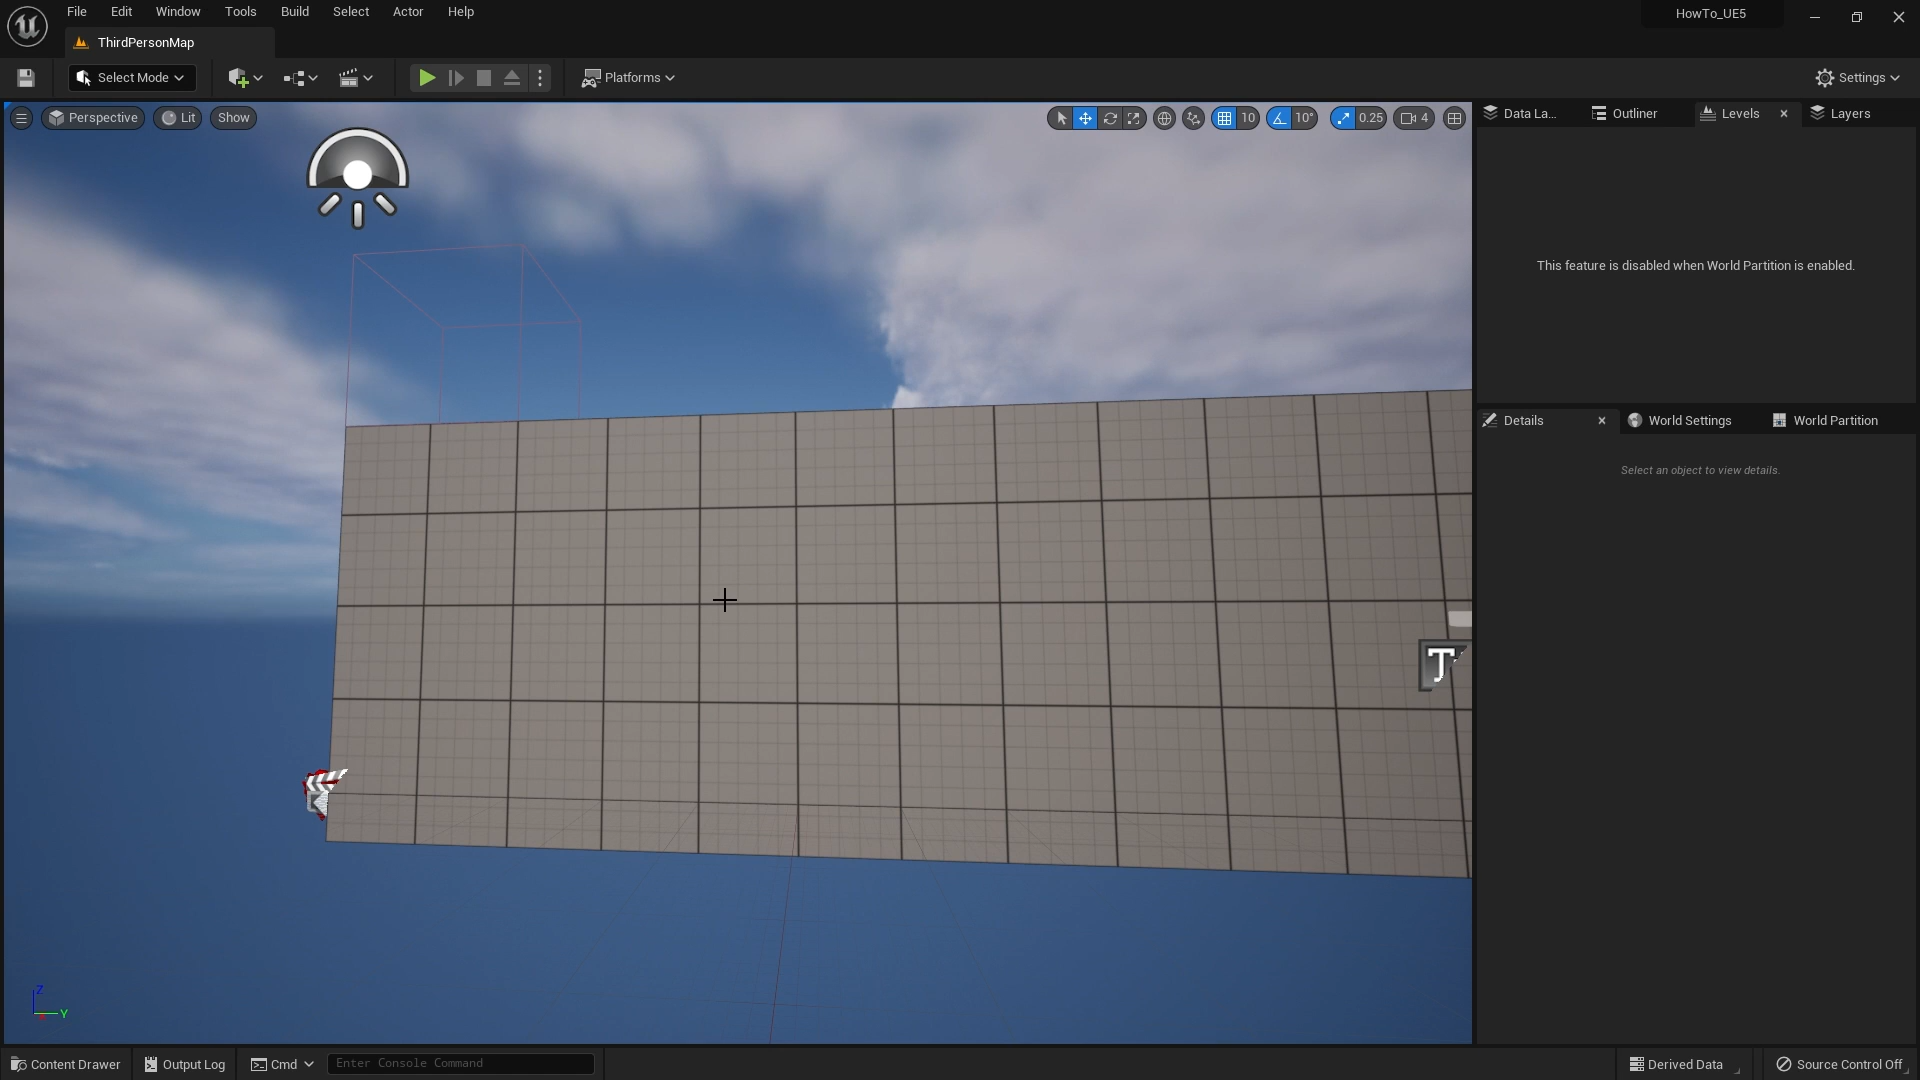 File Edit Window Tools Build Select Actor Help
HowTo_UE5
ThirdPersonMap
Select Mode
Platforms
Settings
Perspective
Lit
Show
10
10°
0.25
4
Data La...
Outliner
Levels
Layers
This feature is disabled when World Partition is enabled.
Details
World Settings
World Partition
Select an object to view details.
T
Z
Y
Content Drawer
Output Log
Cmd
Enter Console Command
Derived Data
Source Control Off